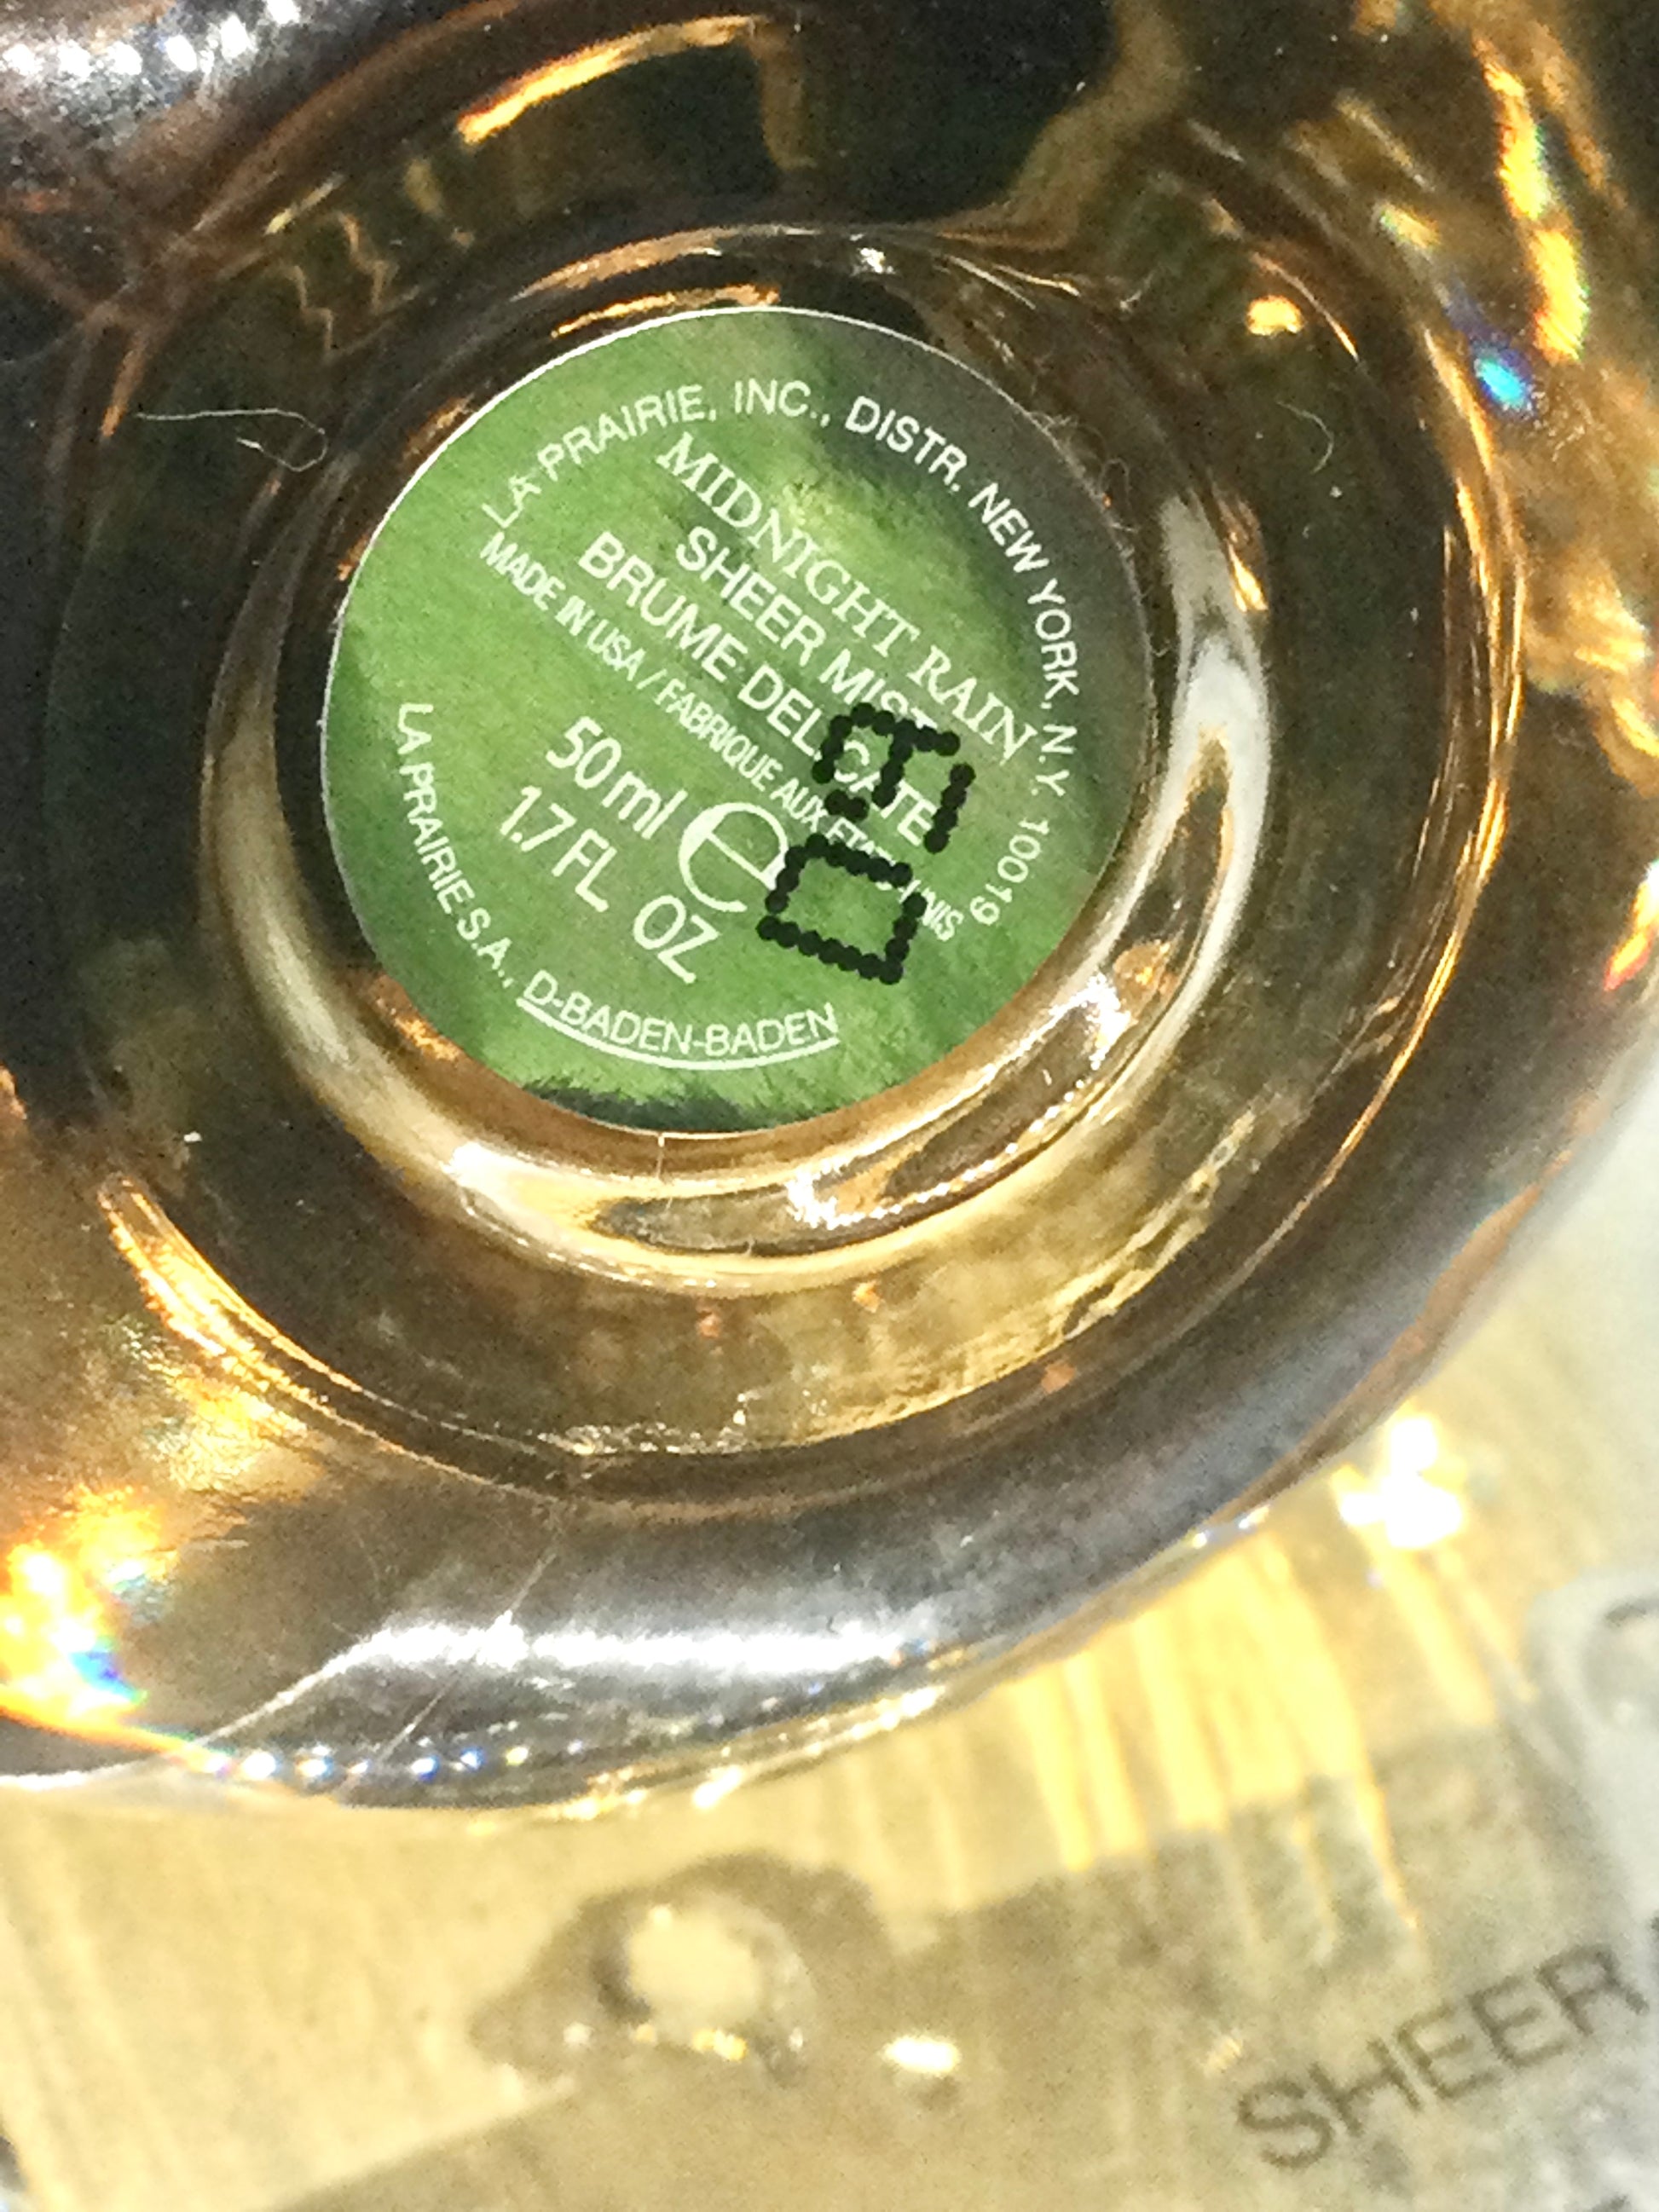 LA PRAIRIE, INC., DISTR. NEW YORK, N.Y. 10019
MIDNIGHT RAIN
SHEER MIST
BRUME DELICATE
MADE IN USA / FABRIQUE AUX ETATS-UNIS
50 ml e
1.7 FL OZ
LA PRAIRIE S.A., D-BADEN-BADEN
SHEER